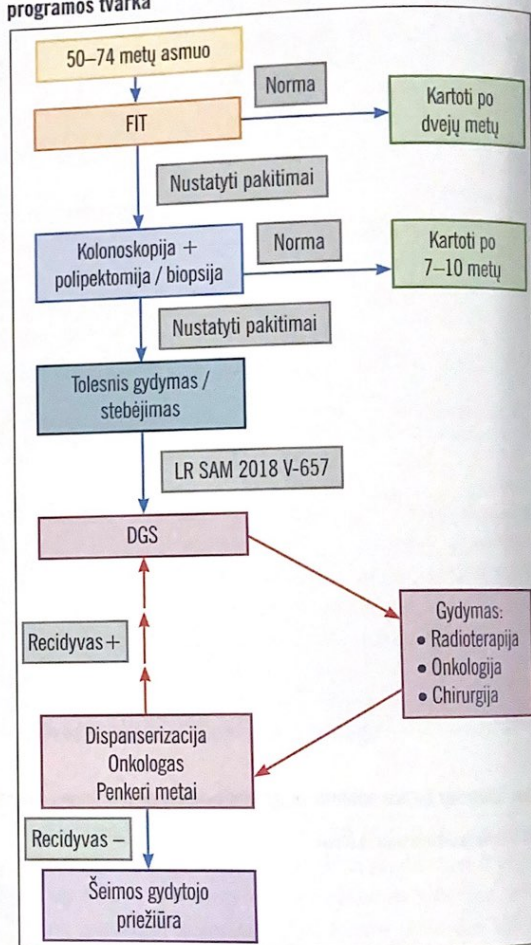 programos tvarka
50–74 metų asmuo
Norma
FIT
Kartoti po
dvejų metų
Nustatyti pakitimai
Kolonoskopija +
polipektomija / biopsija
Norma
Kartoti po
7–10 metų
Nustatyti pakitimai
Tolesnis gydymas /
stebėjimas
LR SAM 2018 V-657
DGS
Gydymas:
• Radioterapija
• Onkologija
• Chirurgija
Recidyvas +
Dispanserizacija
Onkologas
Penkeri metai
Recidyvas –
Šeimos gydytojo
priežiūra